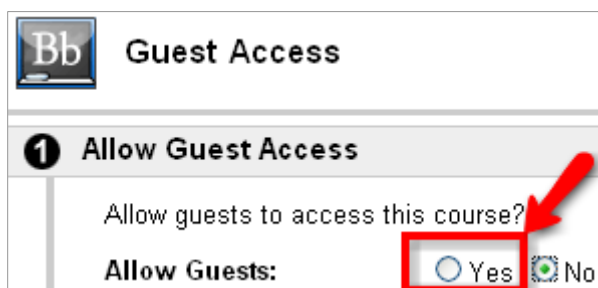 Bb Guest Access
1 Allow Guest Access
Allow guests to access this course?
Allow Guests: Yes No